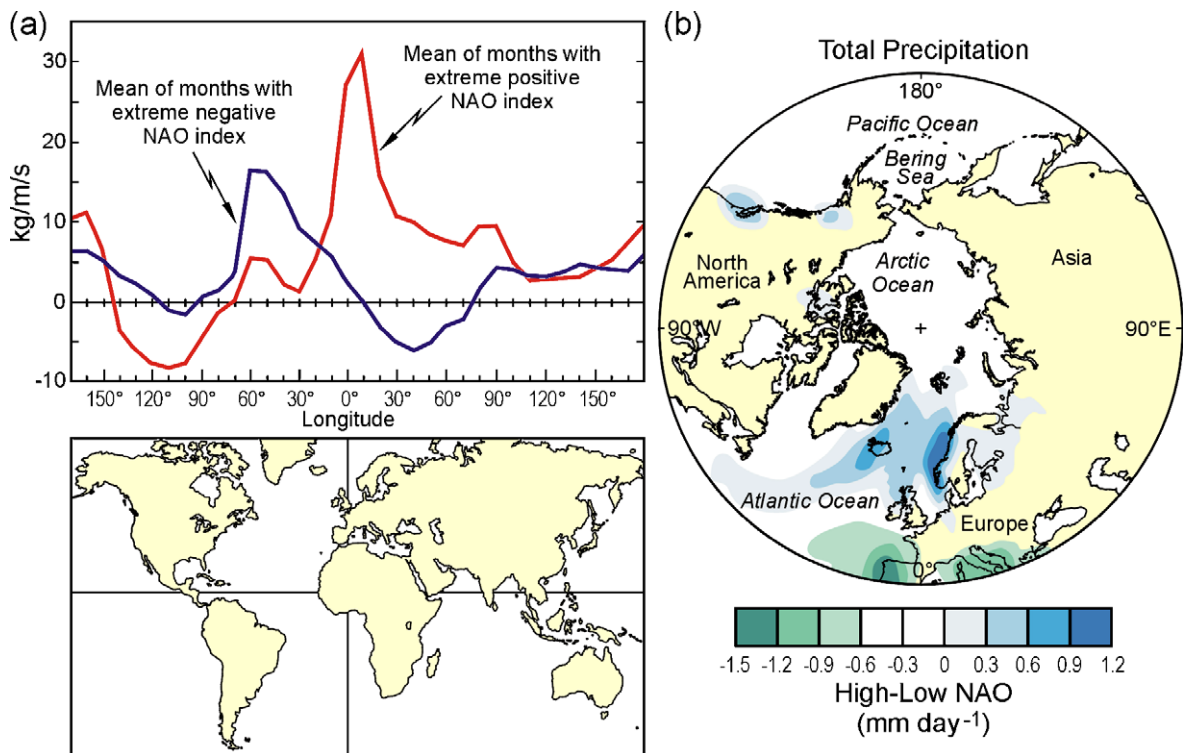 (a)
30
20
10
0
-10
kg/m/s
Mean of months with
extreme negative
NAO index
Mean of months with
extreme positive
NAO index
150° 120° 90° 60° 30° 0° 30° 60° 90° 120° 150°
Longitude
(b)
Total Precipitation
180°
Pacific Ocean
Bering
Sea
North
America
Arctic
Ocean
Asia
90°W
+
90°E
Atlantic Ocean
Europe
0°
-1.5 -1.2 -0.9 -0.6 -0.3 0 0.3 0.6 0.9 1.2
High-Low NAO
(mm day-1)